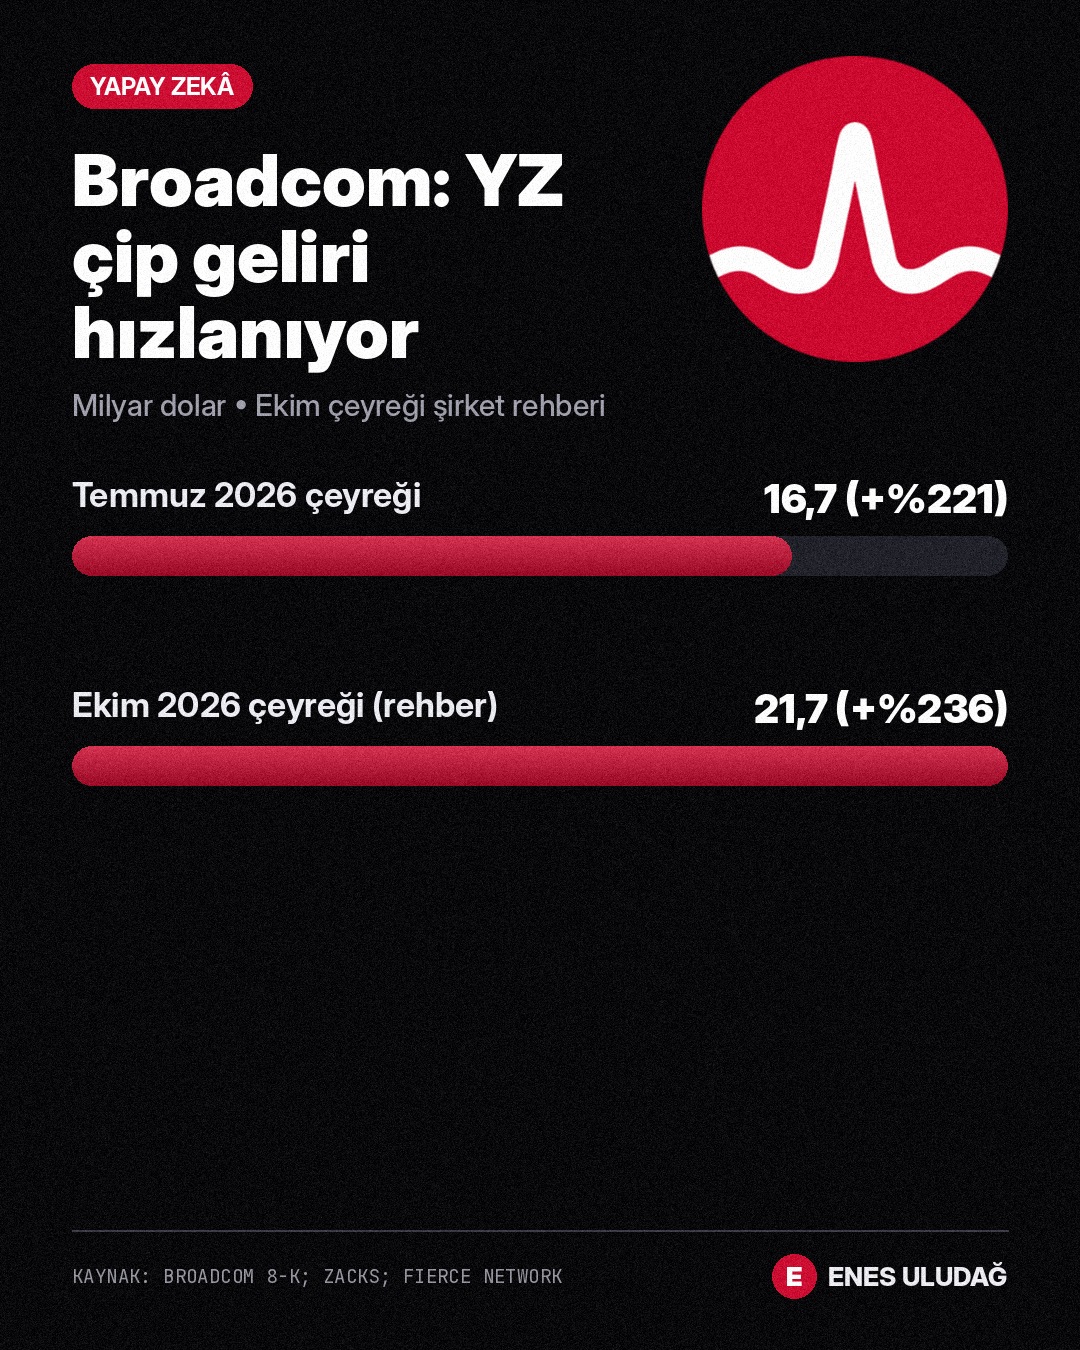 YAPAY ZEKÂ
Broadcom: YZ
çip geliri
hızlanıyor
Milyar dolar • Ekim çeyreği şirket rehberi
Temmuz 2026 çeyreği
16,7 (+%221)
Ekim 2026 çeyreği (rehber)
21,7 (+%236)
KAYNAK: BROADCOM 8-K; ZACKS; FIERCE NETWORK
E ENES ULUDAĞ